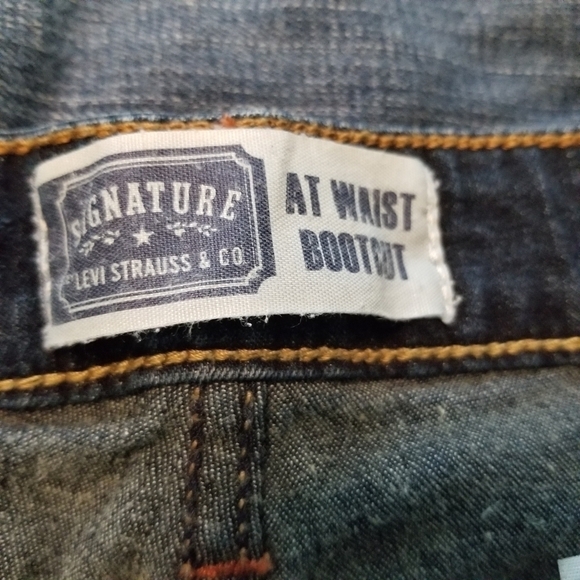 SIGNATURE
LEVI STRAUSS & CO
AT WAIST
BOOTCUT